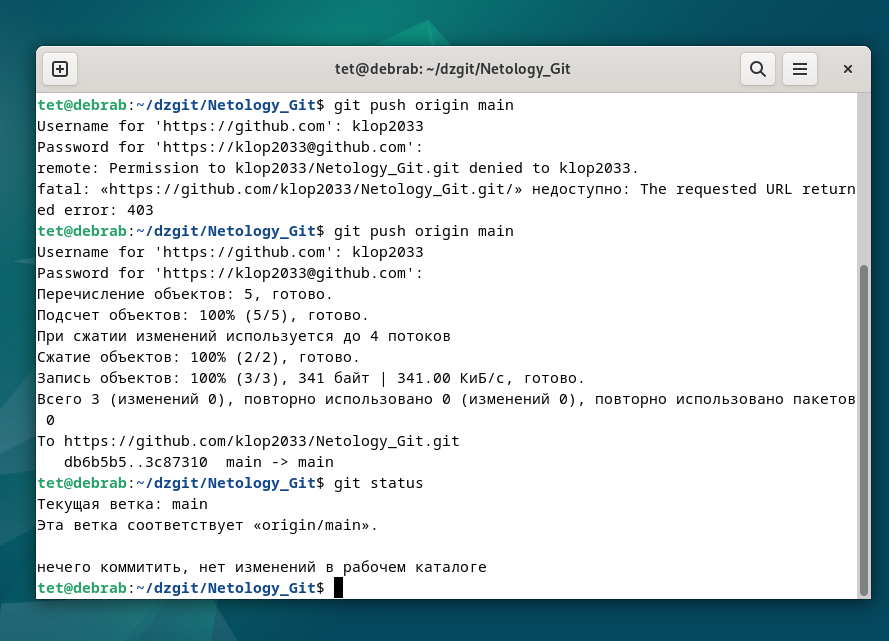 tet@debrab: ~/dzgit/Netology_Git
tet@debrab:~/dzgit/Netology_Git$ git push origin main
Username for 'https://github.com': klop2033
Password for 'https://klop2033@github.com':
remote: Permission to klop2033/Netology_Git.git denied to klop2033.
fatal: «https://github.com/klop2033/Netology_Git.git/» недоступно: The requested URL return
ed error: 403
tet@debrab:~/dzgit/Netology_Git$ git push origin main
Username for 'https://github.com': klop2033
Password for 'https://klop2033@github.com':
Перечисление объектов: 5, готово.
Подсчет объектов: 100% (5/5), готово.
При сжатии изменений используется до 4 потоков
Сжатие объектов: 100% (2/2), готово.
Запись объектов: 100% (3/3), 341 байт | 341.00 КиБ/с, готово.
Всего 3 (изменений 0), повторно использовано 0 (изменений 0), повторно использовано пакетов
0
To https://github.com/klop2033/Netology_Git.git
db6b5b5..3c87310  main -> main
tet@debrab:~/dzgit/Netology_Git$ git status
Текущая ветка: main
Эта ветка соответствует «origin/main».
нечего коммитить, нет изменений в рабочем каталоге
tet@debrab:~/dzgit/Netology_Git$